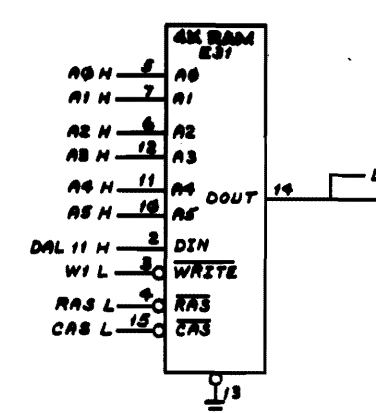 4K RAM
E31
A0 H 5 A0
A1 H 7 A1
A2 H 6 A2
A3 H 12 A3
A4 H 11 A4
DOUT 14
A5 H 10 A5
DAL 11 H 2 DIN
W1 L 3 WRITE
RAS L 4 RAS
CAS L 15 CAS
13